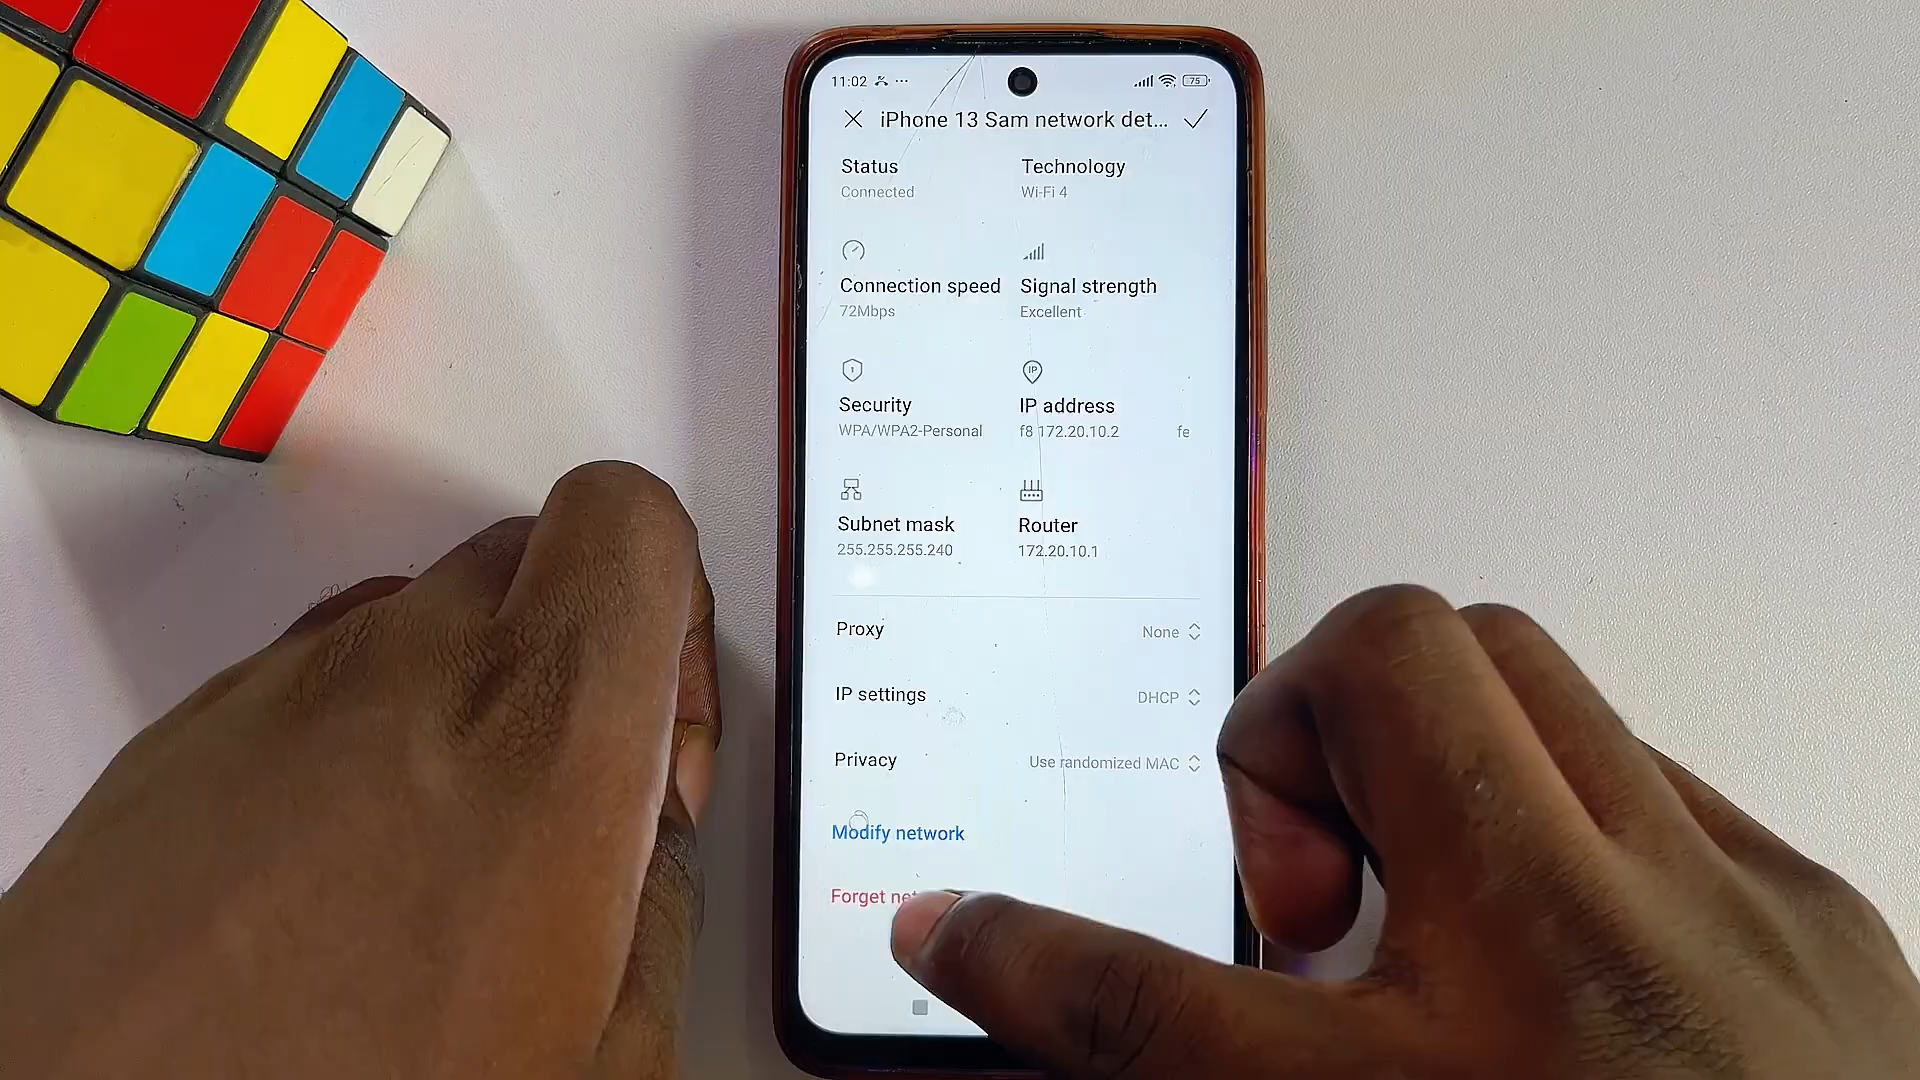 11:02 ... 75
iPhone 13 Sam network det...
Status Technology
Connected Wi-Fi 4
Connection speed Signal strength
72Mbps Excellent
IP
Security IP address
WPA/WPA2-Personal f8 172.20.10.2 fe
Subnet mask Router
255.255.255.240 172.20.10.1
Proxy None
IP settings DHCP
Privacy Use randomized MAC
Modify network
Forget